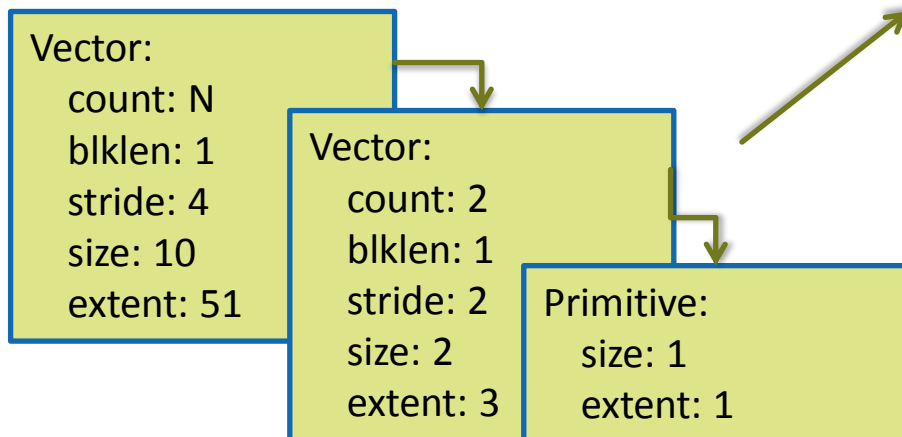 Vector:
count: N
blklen: 1
stride: 4
size: 10
extent: 51
Vector:
count: 2
blklen: 1
stride: 2
size: 2
extent: 3
Primitive:
size: 1
extent: 1